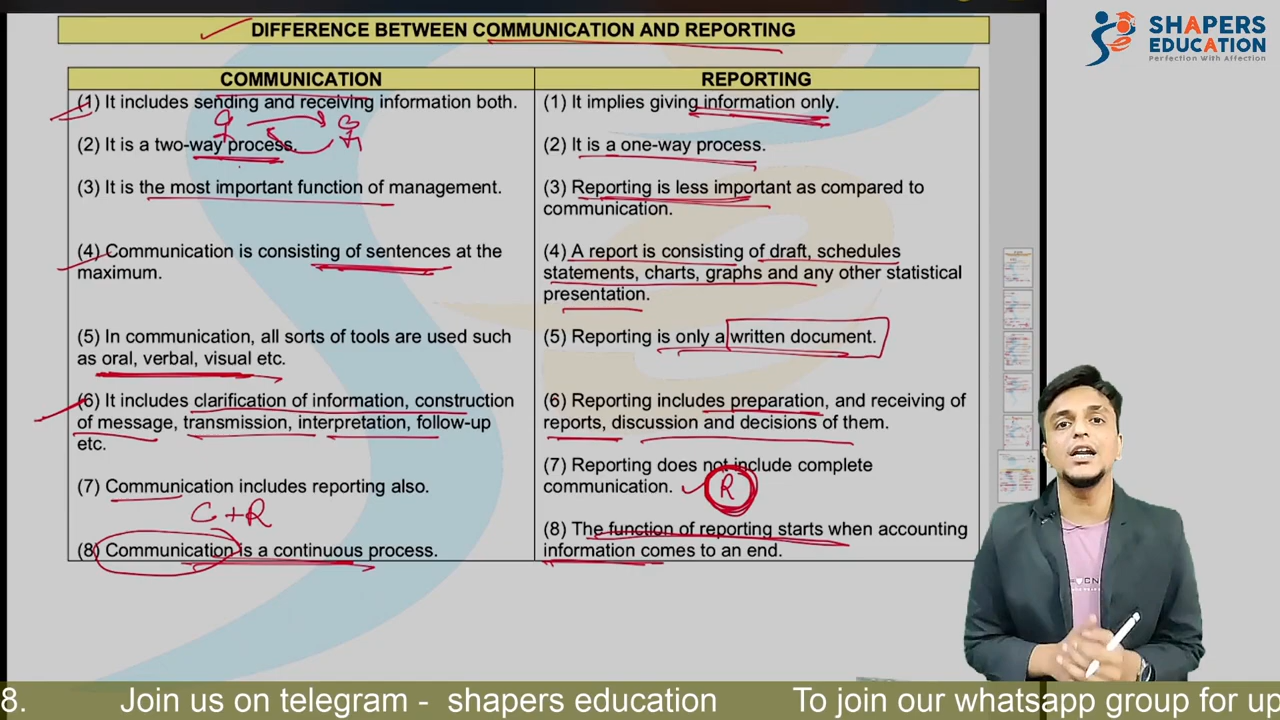 SHAPERS
EDUCATION
Perfection With Affection
DIFFERENCE BETWEEN COMMUNICATION AND REPORTING
COMMUNICATION
(1) It includes sending and receiving information both.
(2) It is a two-way process.
(3) It is the most important function of management.
(4) Communication is consisting of sentences at the
maximum.
(5) In communication, all sorts of tools are used such
as oral, verbal, visual etc.
(6) It includes clarification of information, construction
of message, transmission, interpretation, follow-up
etc.
(7) Communication includes reporting also.
C + R
(8) Communication is a continuous process.
REPORTING
(1) It implies giving information only.
(2) It is a one-way process.
(3) Reporting is less important as compared to
communication.
(4) A report is consisting of draft, schedules
statements, charts, graphs and any other statistical
presentation.
(5) Reporting is only a written document.
(6) Reporting includes preparation, and receiving of
reports, discussion and decisions of them.
(7) Reporting does not include complete
communication.
R
(8) The function of reporting starts when accounting
information comes to an end.
8. Join us on telegram - shapers education To join our whatsapp group for up